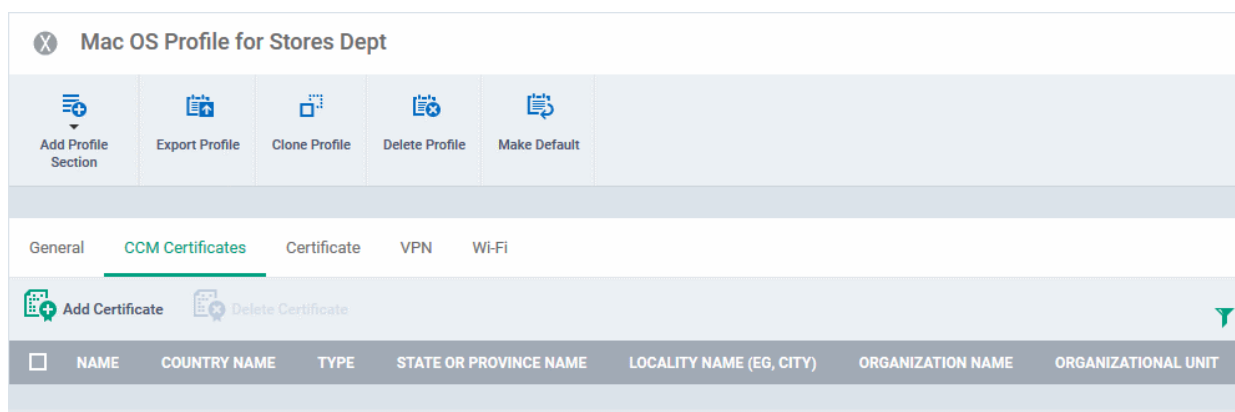 Mac OS Profile for Stores Dept
Add Profile Section
Export Profile
Clone Profile
Delete Profile
Make Default
General CCM Certificates Certificate VPN Wi-Fi
Add Certificate Delete Certificate
NAME COUNTRY NAME TYPE STATE OR PROVINCE NAME LOCALITY NAME (EG, CITY) ORGANIZATION NAME ORGANIZATIONAL UNIT